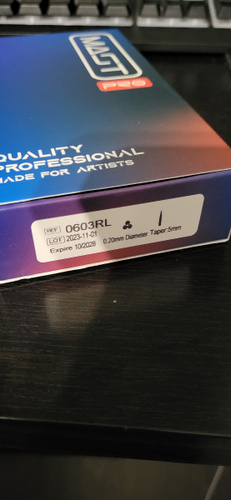 MAST
PRO
QUALITY
PROFESSIONAL
MADE FOR ARTISTS
REF 0603RL
LOT 2023-11-01
Expire 10/2028 0.20mm Diameter Taper 5mm